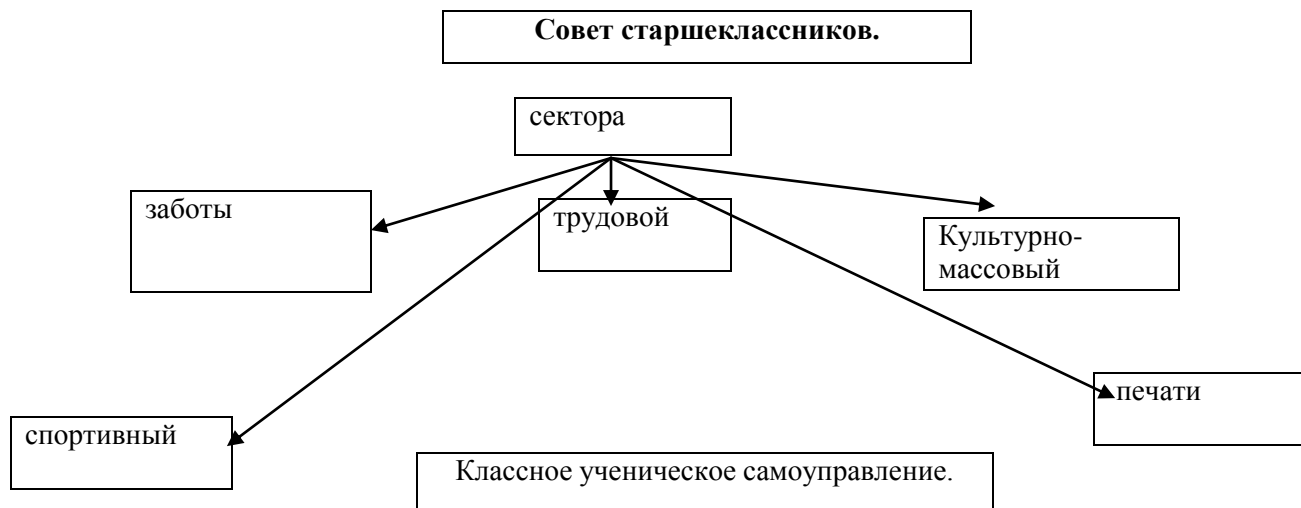 Совет старшеклассников.
сектора
заботы
трудовой
Культурно-
массовый
печати
спортивный
Классное ученическое самоуправление.